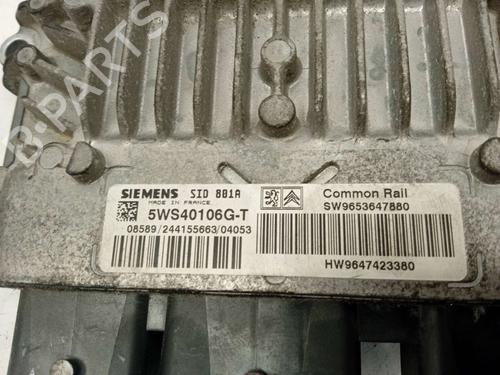 B-PARTS
SIEMENS SID 801A
MADE IN FRANCE
5WS40106G-T
08589/244155663/04053
Common Rail
SW9653647880
HW9647423380